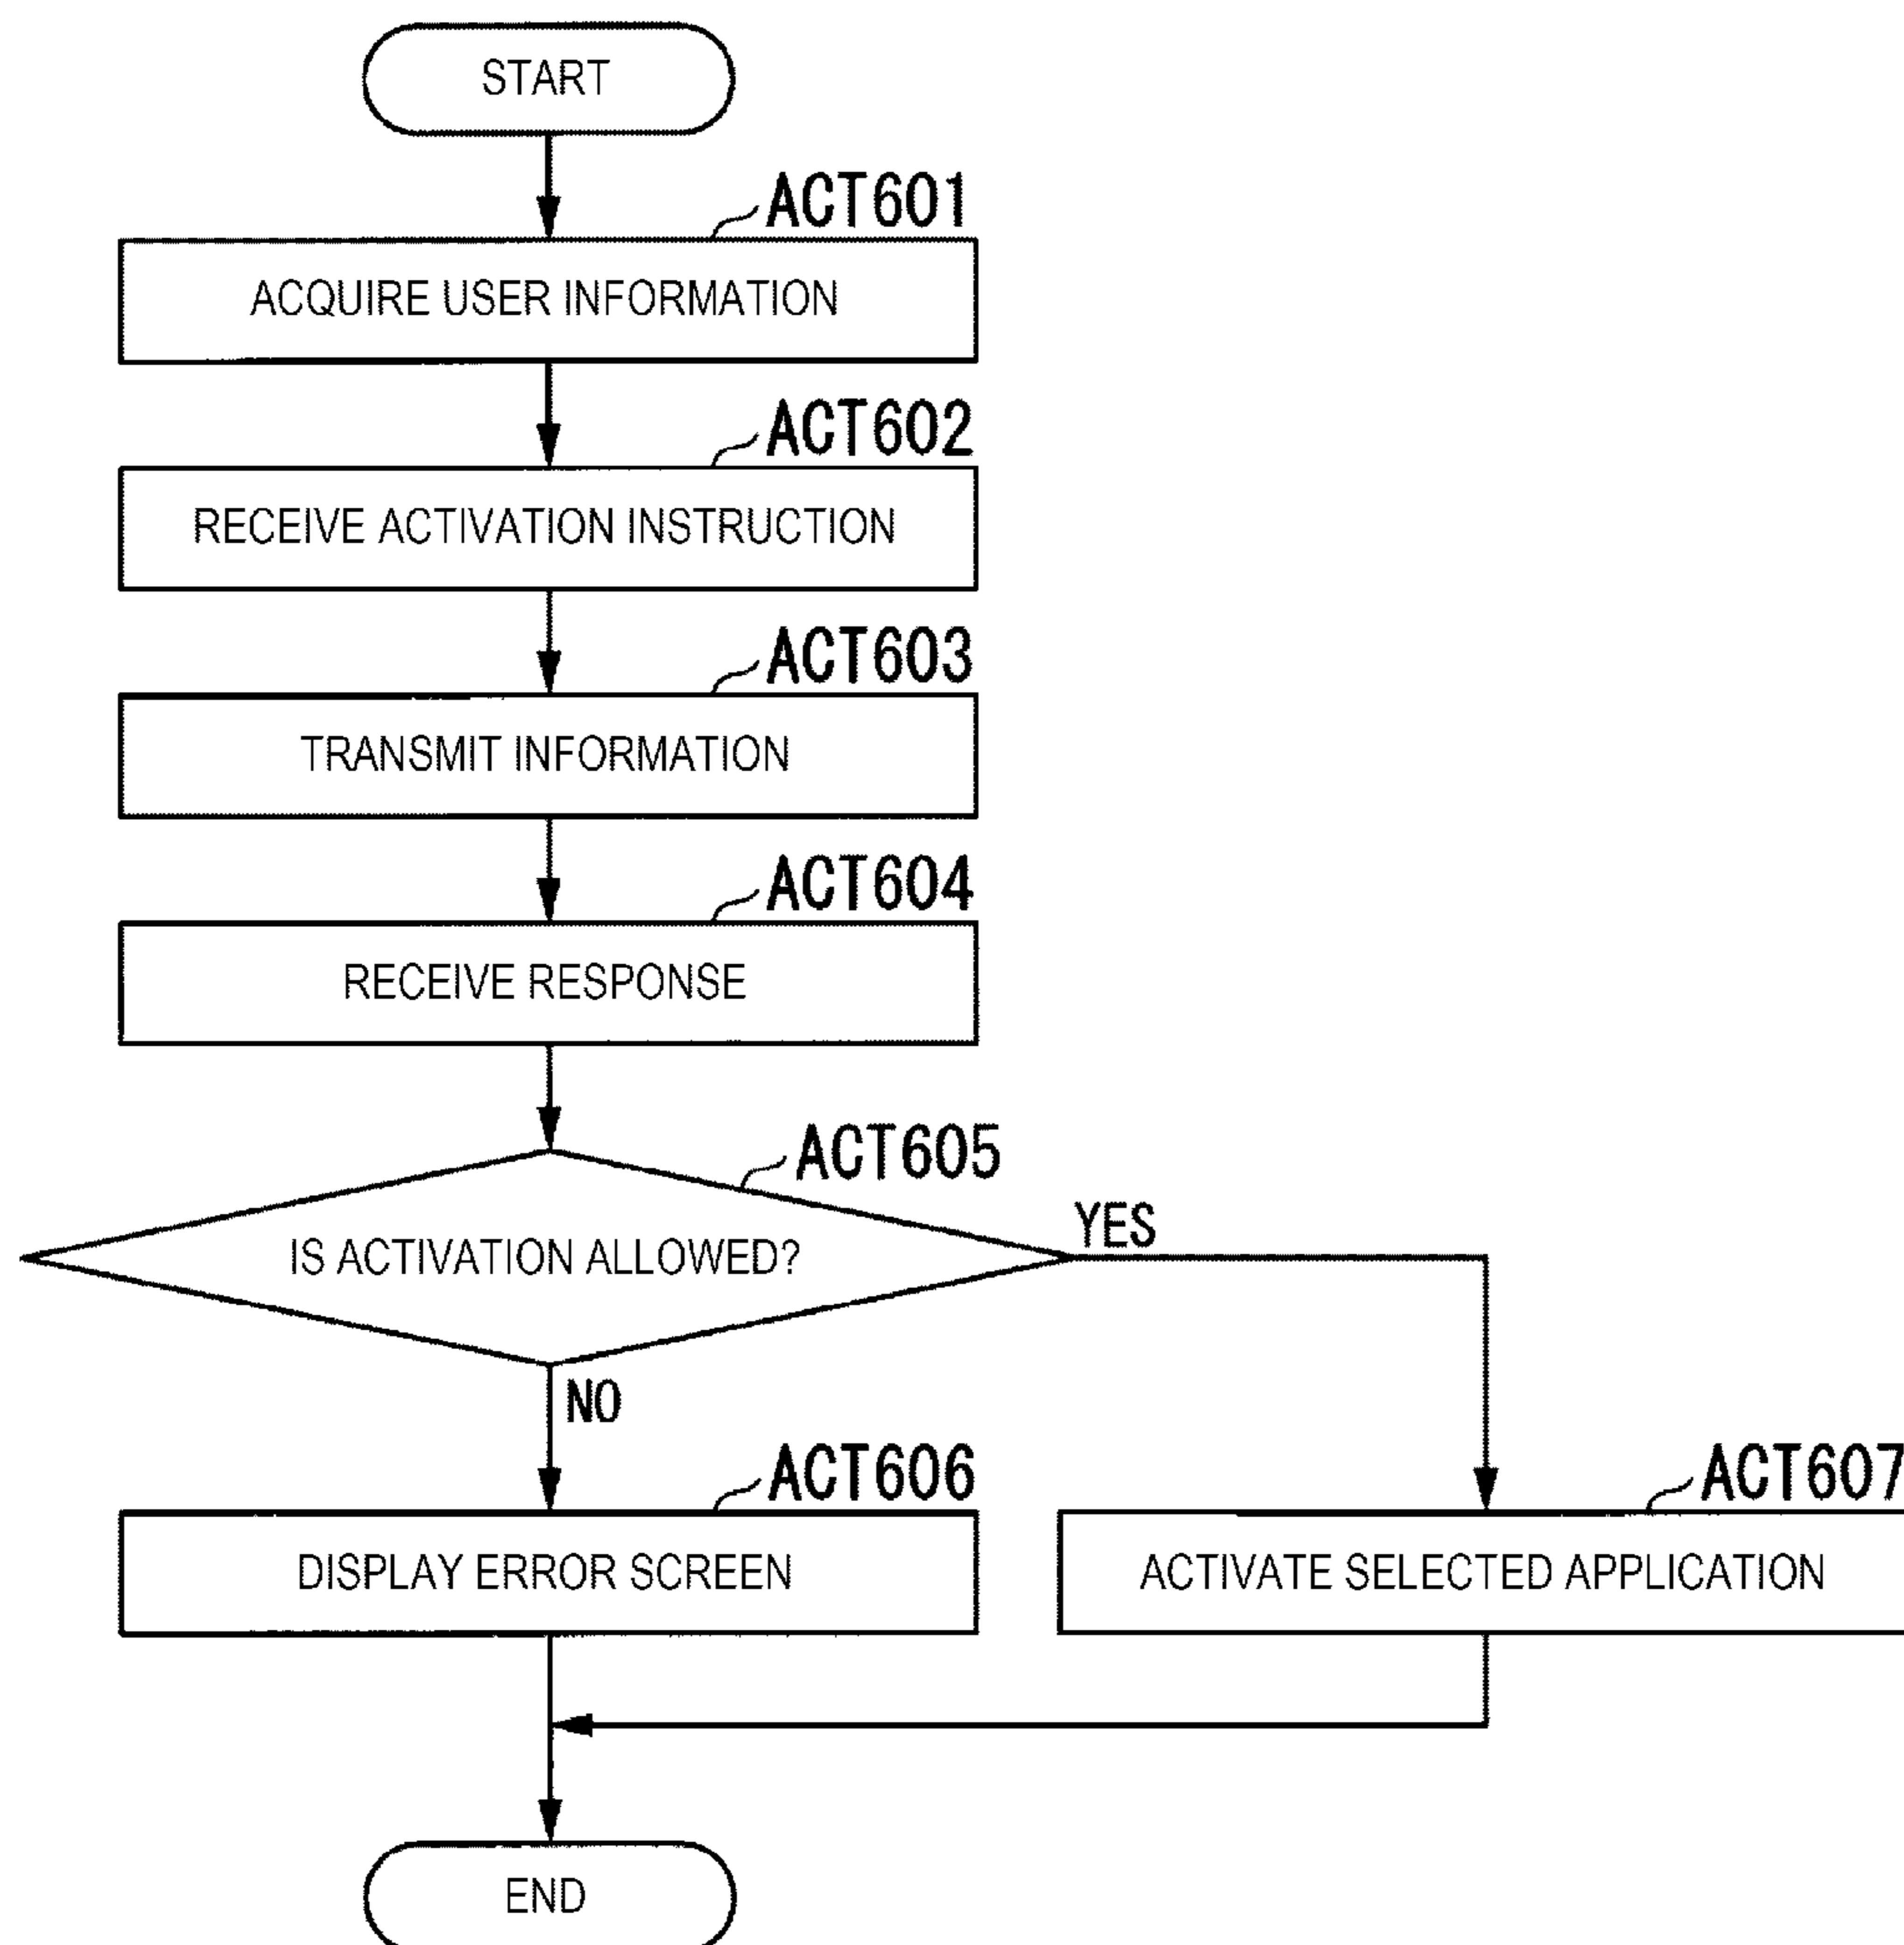 START
ACT601
ACQUIRE USER INFORMATION
ACT602
RECEIVE ACTIVATION INSTRUCTION
ACT603
TRANSMIT INFORMATION
ACT604
RECEIVE RESPONSE
ACT605
IS ACTIVATION ALLOWED?
YES
NO
ACT606
DISPLAY ERROR SCREEN
ACT607
ACTIVATE SELECTED APPLICATION
END